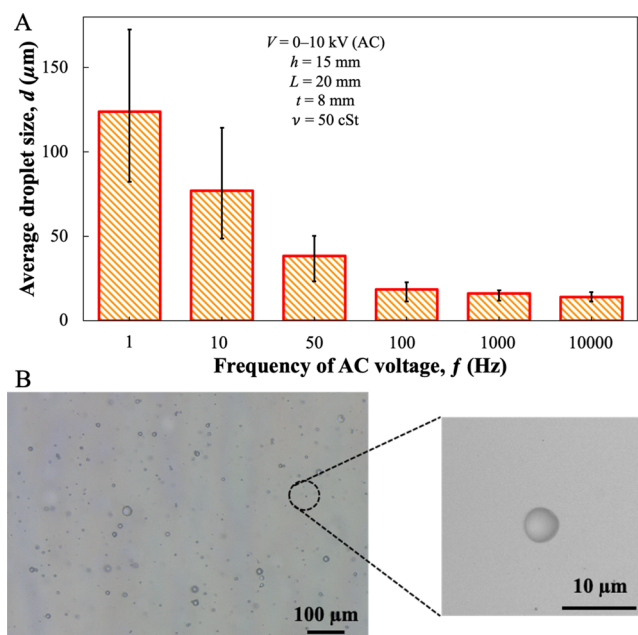 A
V = 0–10 kV (AC)
h = 15 mm
L = 20 mm
t = 8 mm
ν = 50 cSt
Average droplet size, d (μm)
150
100
50
0
1 10 50 100 1000 10000
Frequency of AC voltage, f (Hz)
B
100 μm
10 μm